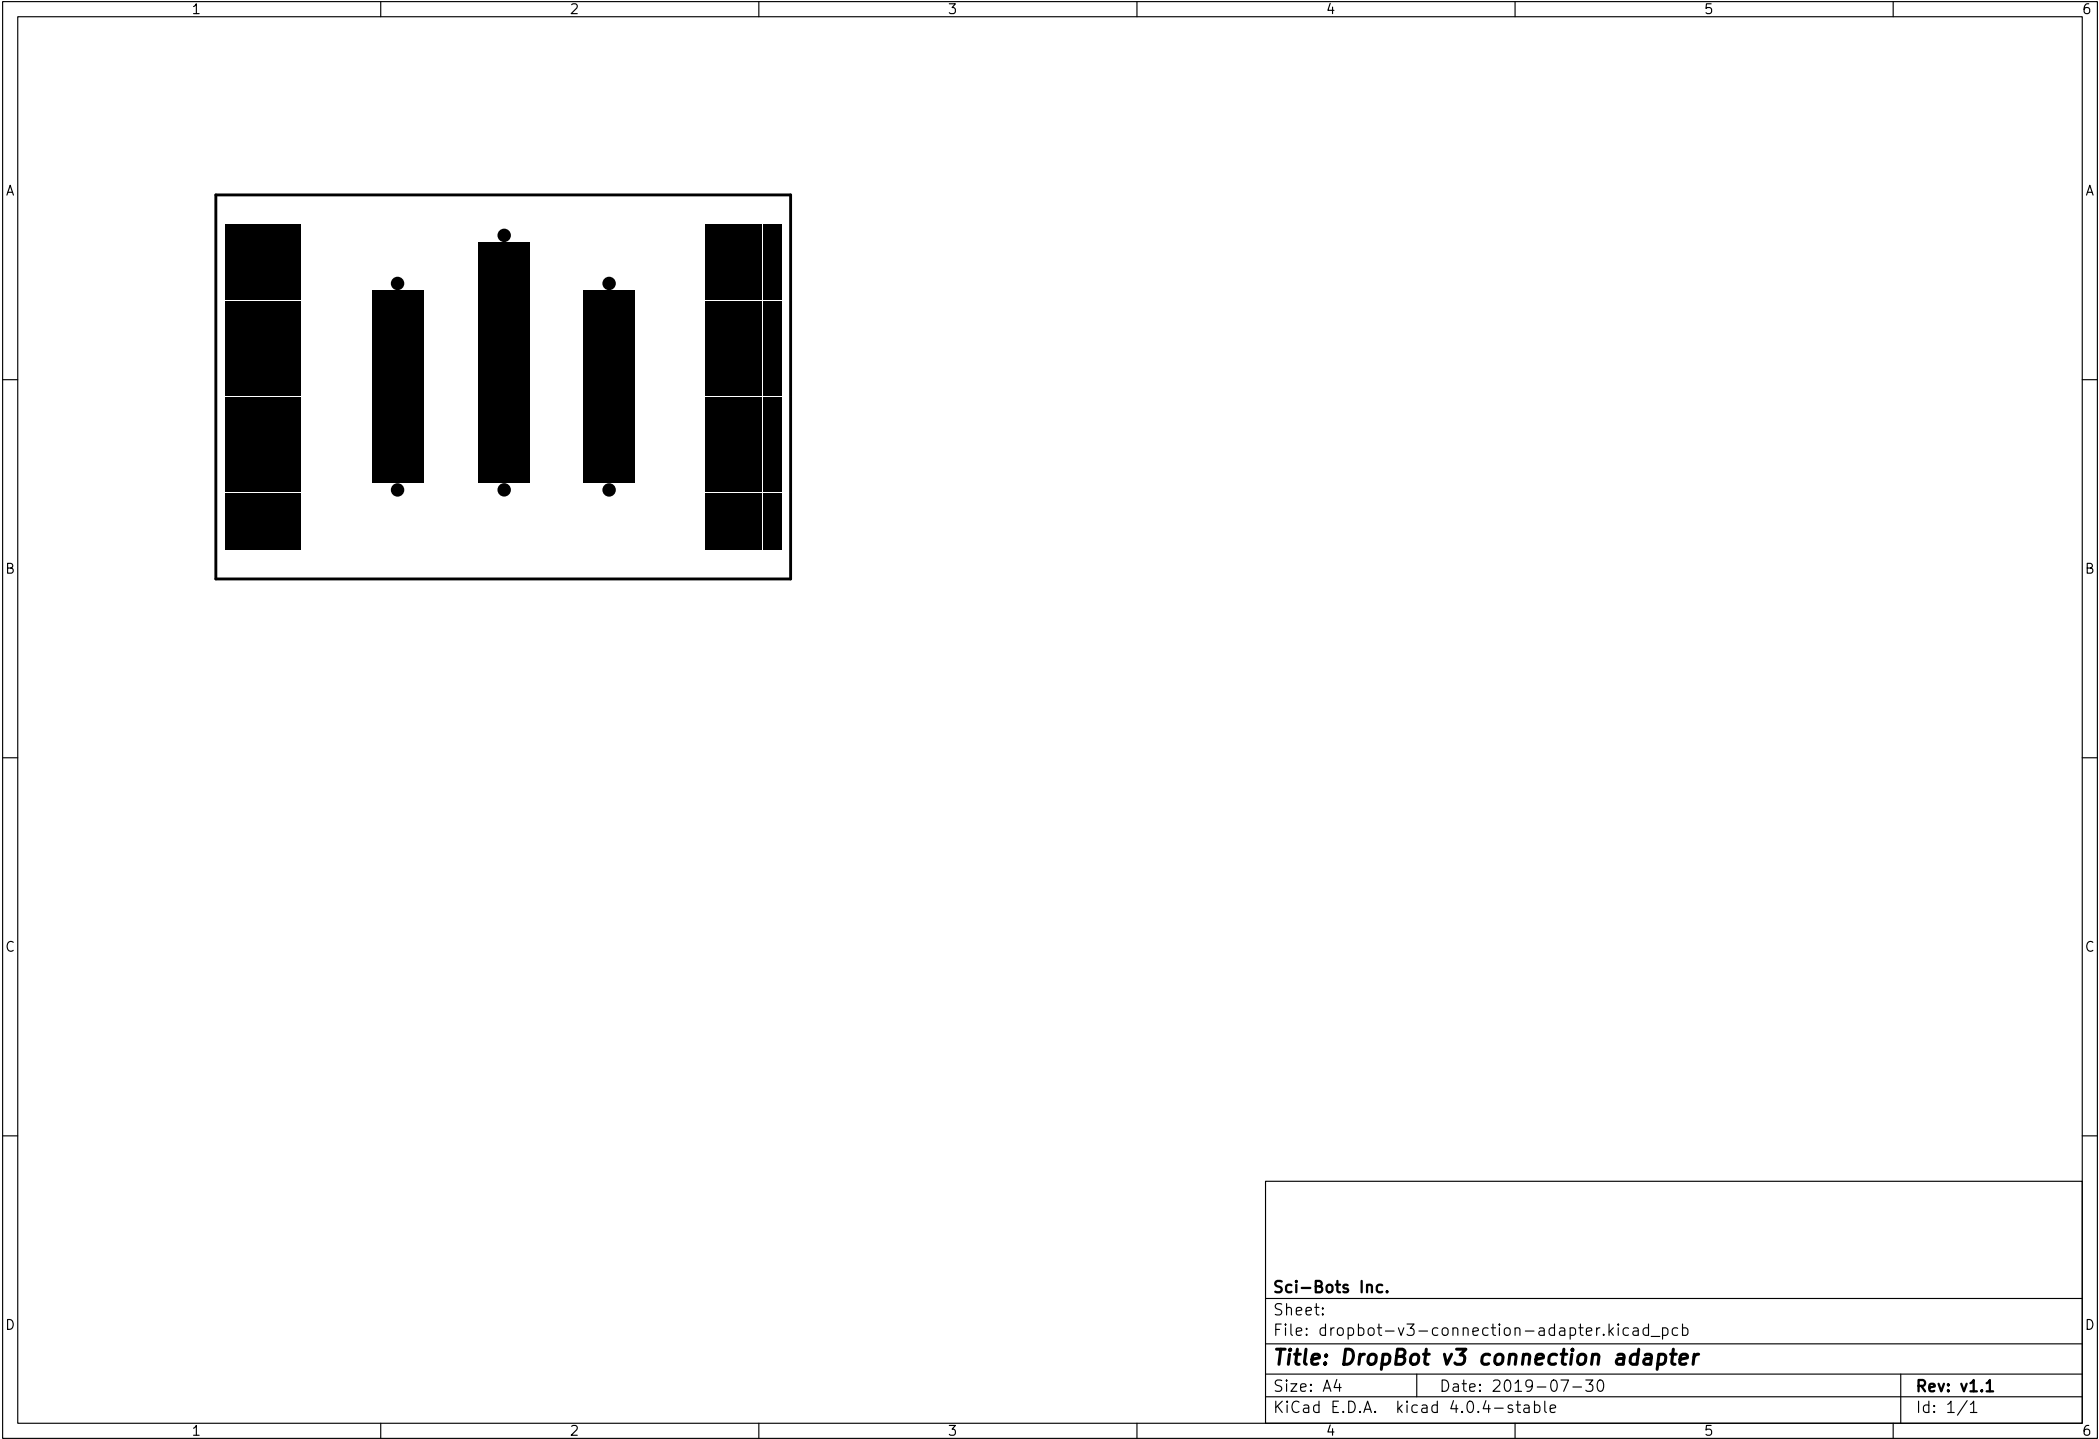 1 2 3 4 5 6
A A
B B
C C
Sci-Bots Inc.
Sheet:
D D
File: dropbot-v3-connection-adapter.kicad_pcb
Title: DropBot v3 connection adapter
Size: A4 Date: 2019-07-30 Rev: v1.1
KiCad E.D.A. kicad 4.0.4-stable Id: 1/1
1 2 3 4 5 6